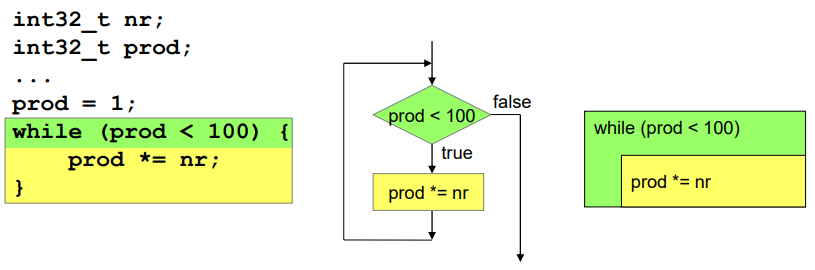 int32_t nr;
int32_t prod;
...
prod = 1;
while (prod < 100) {
    prod *= nr;
}
prod < 100
false
true
prod *= nr
while (prod < 100)
prod *= nr